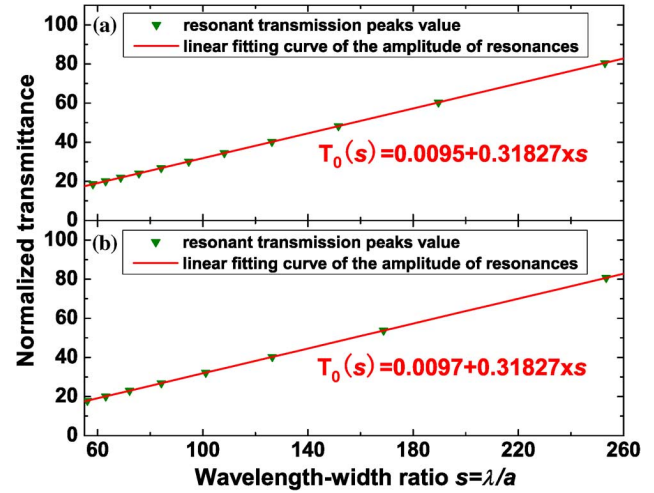 (a)
resonant transmission peaks value
linear fitting curve of the amplitude of resonances
100
80
60
40
20
0
T₀(s)=0.0095+0.31827xs
Normalized transmittance
(b)
resonant transmission peaks value
linear fitting curve of the amplitude of resonances
100
80
60
40
20
0
T₀(s)=0.0097+0.31827xs
60 100 140 180 220 260
Wavelength-width ratio s=λ/a